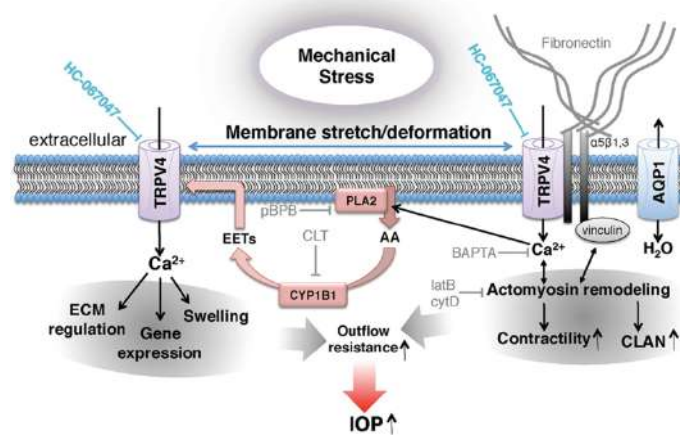 Mechanical
Stress
Fibronectin
HC-067047
HC-067047
extracellular
Membrane stretch/deformation
α5β1,3
TRPV4
TRPV4
AQP1
PLA2
pBPB
EETs
CLT
AA
BAPTA
Ca2+
vinculin
H2O
Ca2+
CYP1B1
latB
cytD
Actomyosin remodeling
ECM
regulation
Swelling
Gene
expression
Outflow
resistance
Contractility
CLAN
IOP